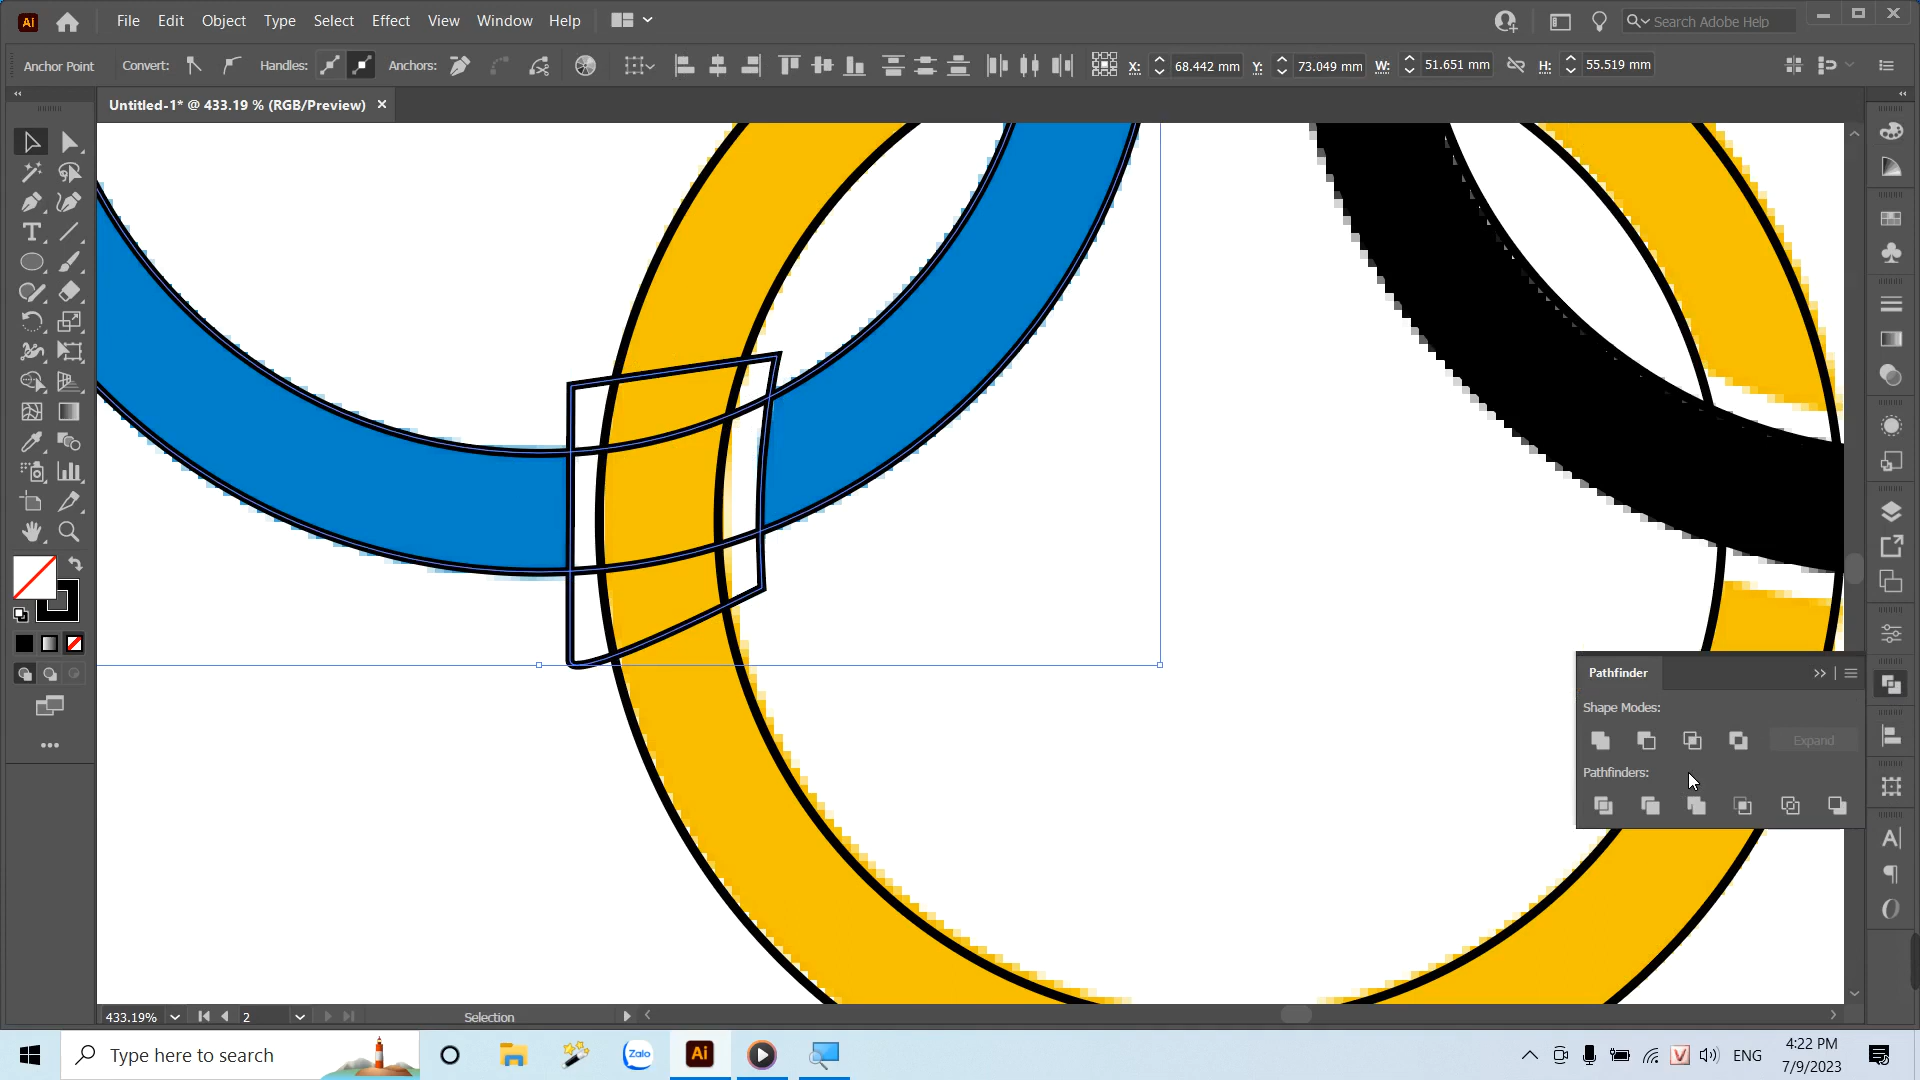 Ai File Edit Object Type Select Effect View Window Help Search Adobe Help
Anchor Point Convert: Handles: Anchors: X: 68.442 mm Y: 73.049 mm W: 51.651 mm H: 55.519 mm
Untitled-1* @ 433.19 % (RGB/Preview)
Pathfinder
Shape Modes:
Expand
Pathfinders:
433.19% 2 Selection
Type here to search Zalo Ai ENG 4:22 PM
7/9/2023